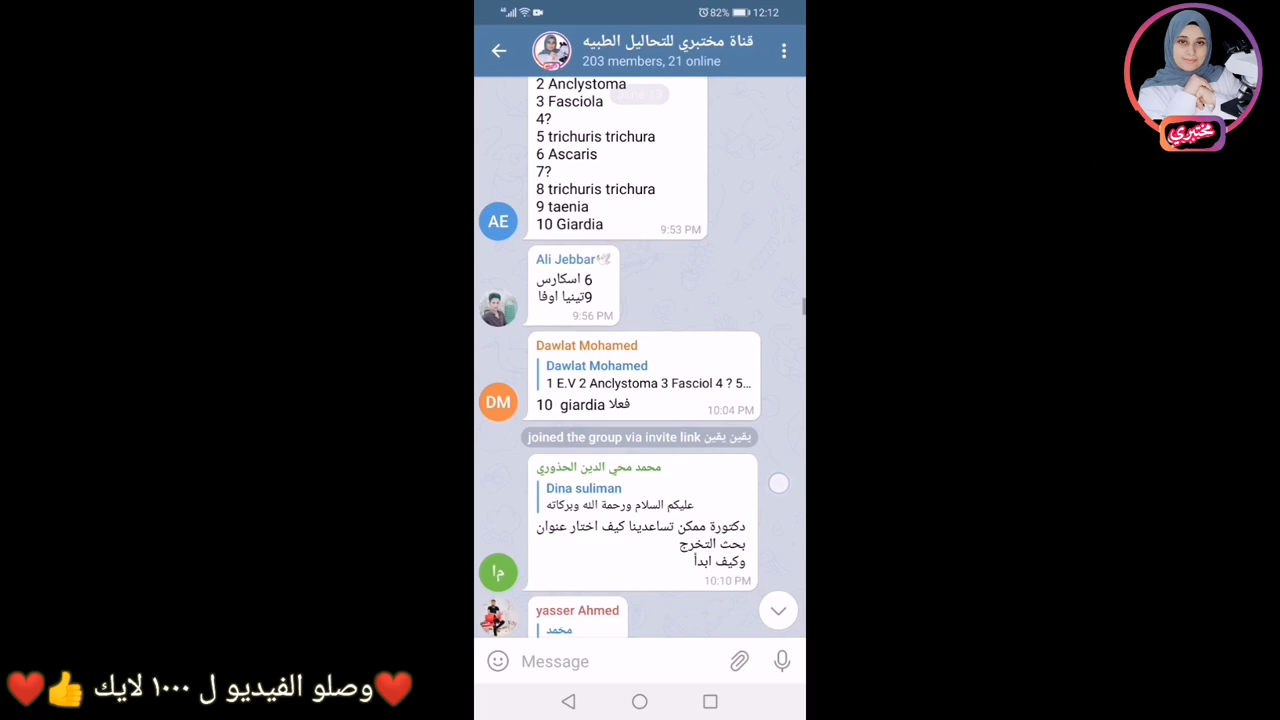 82% 12:12
قناة مختبري للتحاليل الطبيه
203 members, 21 online
2 Anclystoma
3 Fasciola
4?
5 trichuris trichura
6 Ascaris
7?
8 trichuris trichura
9 taenia
10 Giardia
9:53 PM
AE
Ali Jebbar
6 اسكارس
9تينيا اوفا
9:56 PM
Dawlat Mohamed
Dawlat Mohamed
1 E.V 2 Anclystoma 3 Fasciol 4 ? 5...
10 giardia فعلا
10:04 PM
DM
يقين يقين joined the group via invite link
محمد محي الدين الحذوري
Dina suliman
عليكم السلام ورحمة الله وبركاته
دكتورة ممكن تساعدينا كيف اختار عنوان
بحث التخرج
وكيف ابدأ
10:10 PM
م ا
yasser Ahmed
محمد
Message
مختبري
❤️وصلو الفيديو ل ١٠٠٠ لايك 👍❤️